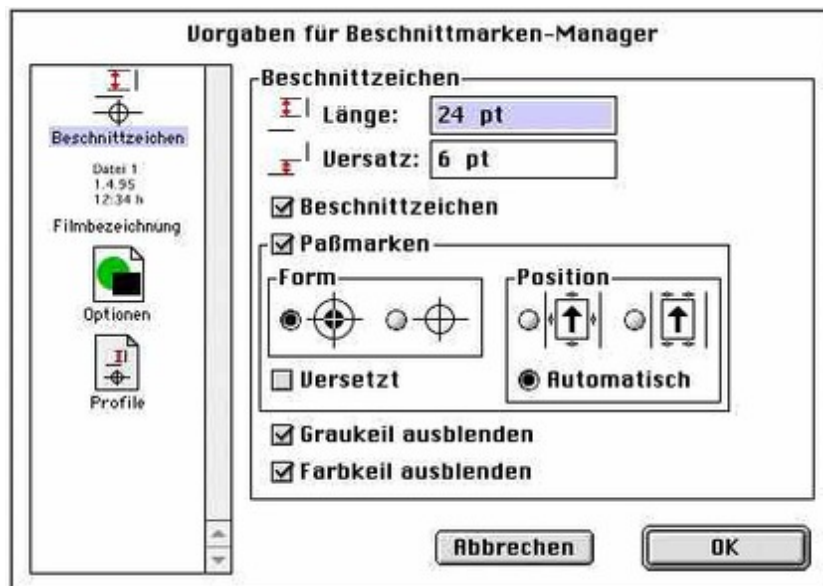 Vorgaben für Beschnittmarken-Manager
Beschnittzeichen
Datei 1
1.4.95
12:34 h
Filmbezeichnung
Optionen
Profile
Beschnittzeichen
Länge: 24 pt
Versatz: 6 pt
Beschnittzeichen
Paßmarken
Form
Position
Versetzt
Automatisch
Graukeil ausblenden
Farbkeil ausblenden
Abbrechen
OK